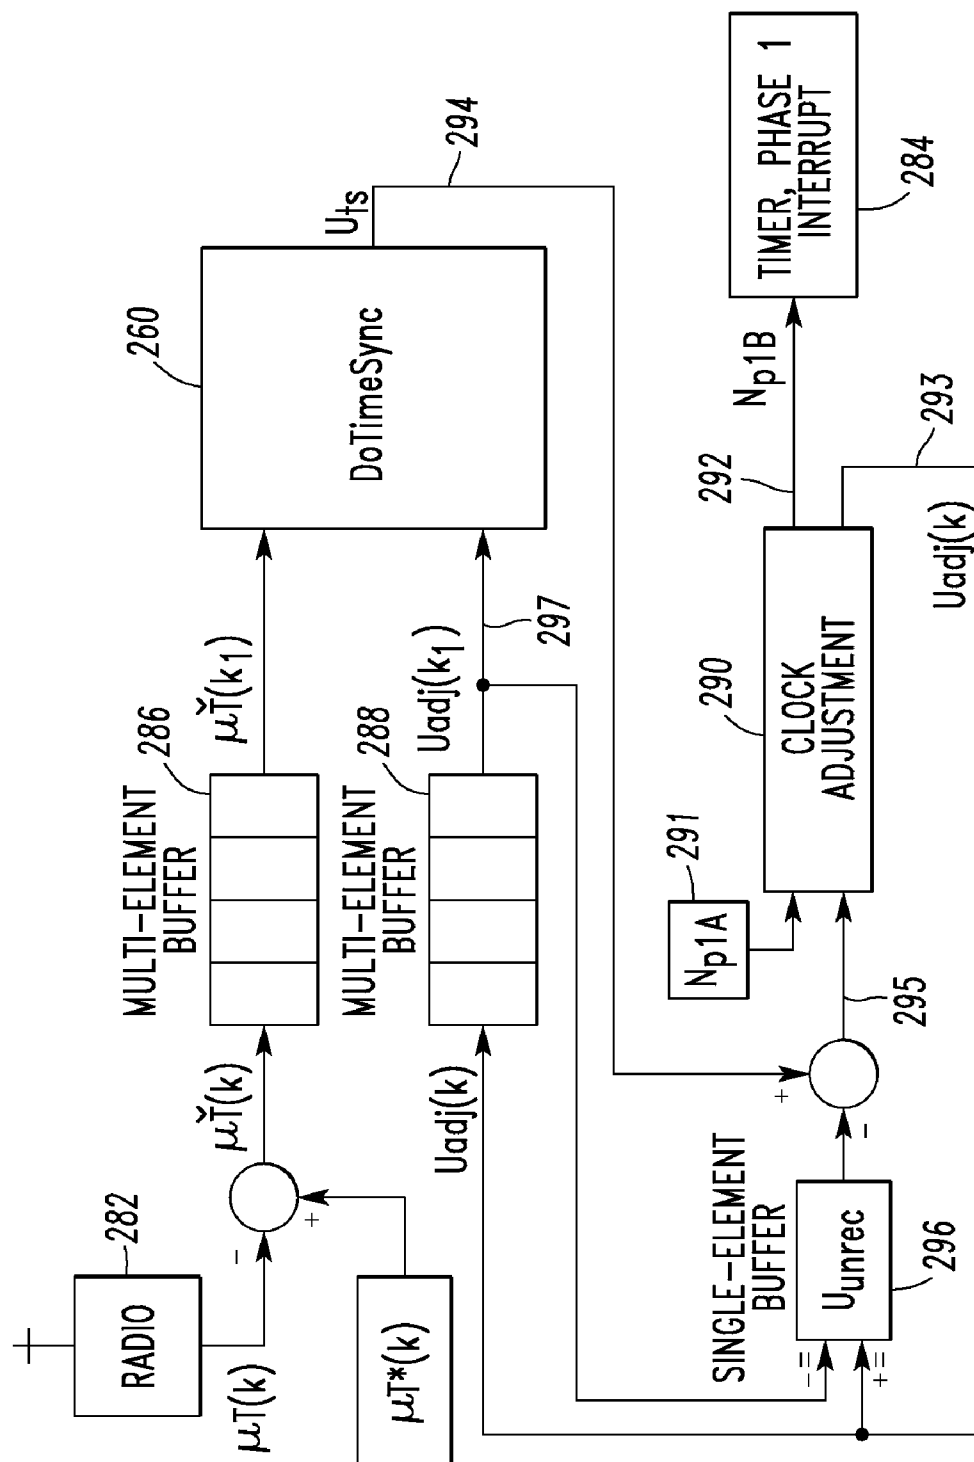 RADIO
282
μT(k)
μT*(k)
−
+
μŤ(k)
MULTI-ELEMENT
BUFFER
286
μŤ(k1)
MULTI-ELEMENT
BUFFER
288
Uadj(k)
Uadj(k1)
297
260
DoTimeSync
Uts
294
SINGLE-ELEMENT
BUFFER
Uunrec
296
−=
+=
−
+
295
Np1A
291
CLOCK
ADJUSTMENT
290
292
Np1B
TIMER, PHASE 1
INTERRUPT
284
293
Uadj(k)